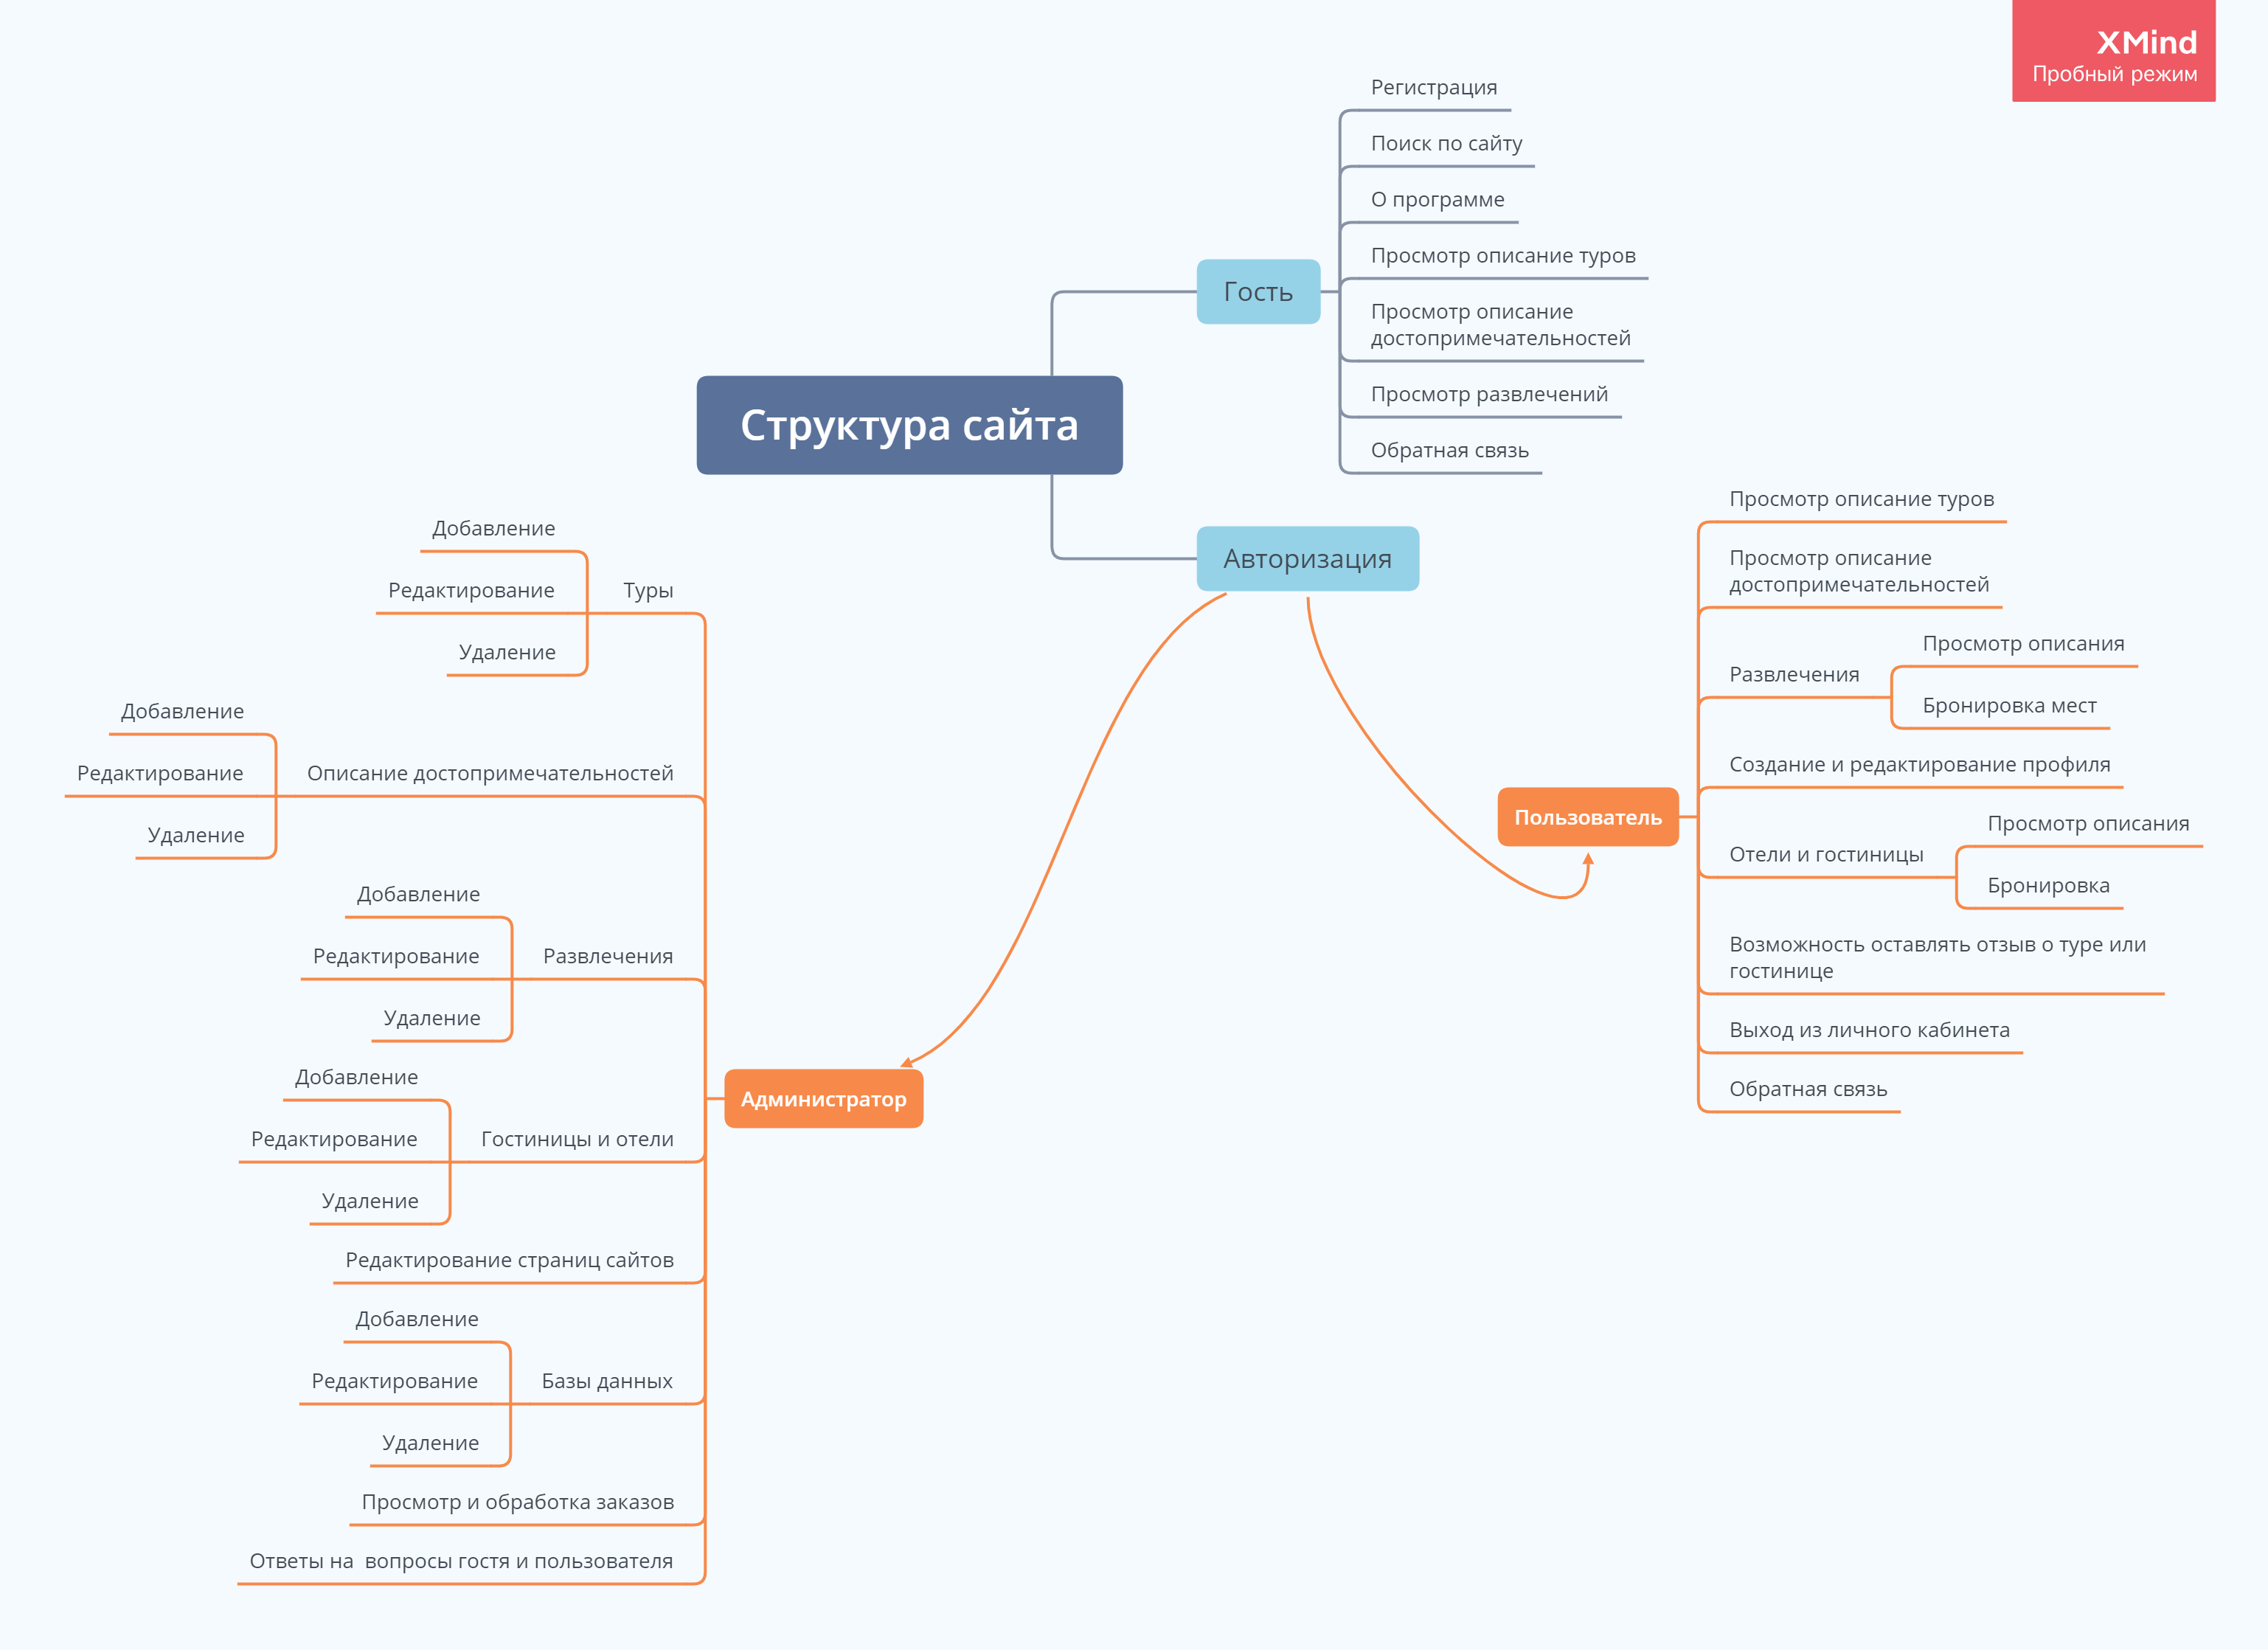 XMind
Пробный режим
Структура сайта
Гость
Регистрация
Поиск по сайту
О программе
Просмотр описание туров
Просмотр описание
достопримечательностей
Просмотр развлечений
Обратная связь
Авторизация
Пользователь
Просмотр описание туров
Просмотр описание
достопримечательностей
Развлечения
Просмотр описания
Бронировка мест
Создание и редактирование профиля
Отели и гостиницы
Просмотр описания
Бронировка
Возможность оставлять отзыв о туре или
гостинице
Выход из личного кабинета
Обратная связь
Администратор
Туры
Добавление
Редактирование
Удаление
Описание достопримечательностей
Добавление
Редактирование
Удаление
Развлечения
Добавление
Редактирование
Удаление
Гостиницы и отели
Добавление
Редактирование
Удаление
Редактирование страниц сайтов
Базы данных
Добавление
Редактирование
Удаление
Просмотр и обработка заказов
Ответы на  вопросы гостя и пользователя